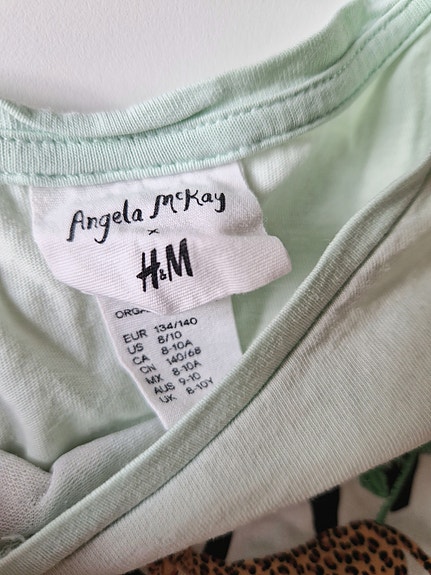 Angela McKay
×
H&M
ORGA
EUR 134/140
US 8/10
CA 8-10A
CN 140/68
MX 8-10A
AUS 9-10
UK 8-10Y